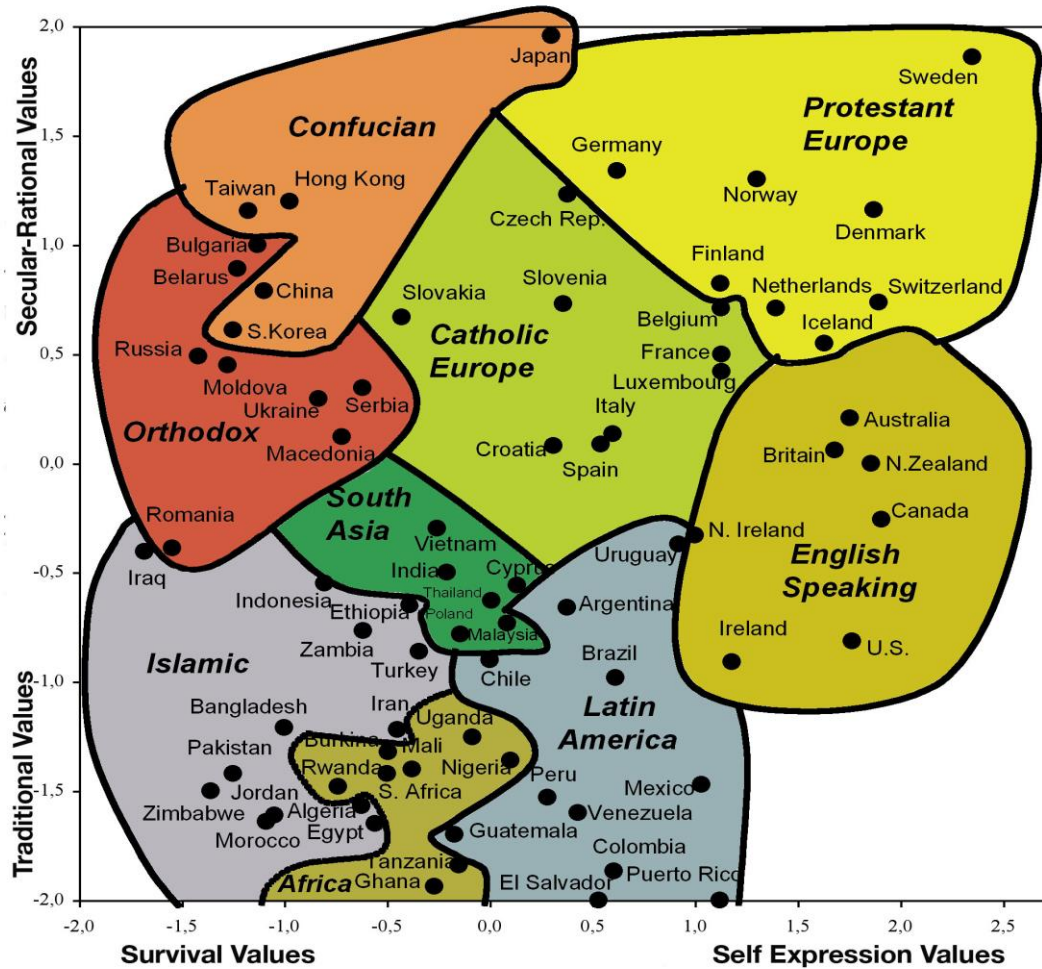 2,0
Japan
Sweden
Protestant
Europe
Confucian
1,5
Germany
Hong Kong
Taiwan
Norway
Czech Rep.
Denmark
Bulgaria
1,0
Finland
Belarus
Slovenia
China
Slovakia
Netherlands
Switzerland
Belgium
Iceland
S.Korea
Catholic
Europe
Russia
0,5
France
Moldova
Luxembourg
Ukraine
Serbia
Italy
Orthodox
Australia
Croatia
Macedonia
Spain
Britain
N.Zealand
0,0
South
Asia
Romania
Canada
Vietnam
N. Ireland
Uruguay
English
Speaking
Iraq
India
Cyprus
-0,5
Indonesia
Thailand
Ethiopia
Poland
Argentina
Zambia
Malaysia
Ireland
U.S.
Islamic
Turkey
Chile
Brazil
-1,0
Latin
America
Bangladesh
Iran
Uganda
Burkina
Mali
Pakistan
Rwanda
Nigeria
Peru
Mexico
-1,5
Jordan
S. Africa
Zimbabwe
Algeria
Venezuela
Morocco
Egypt
Guatemala
Colombia
Tanzania
Puerto Rico
Africa
Ghana
El Salvador
-2,0
-2,0 -1,5 -1,0 -0,5 0,0 0,5 1,0 1,5 2,0 2,5
Survival Values
Self Expression Values
Secular-Rational Values
Traditional Values